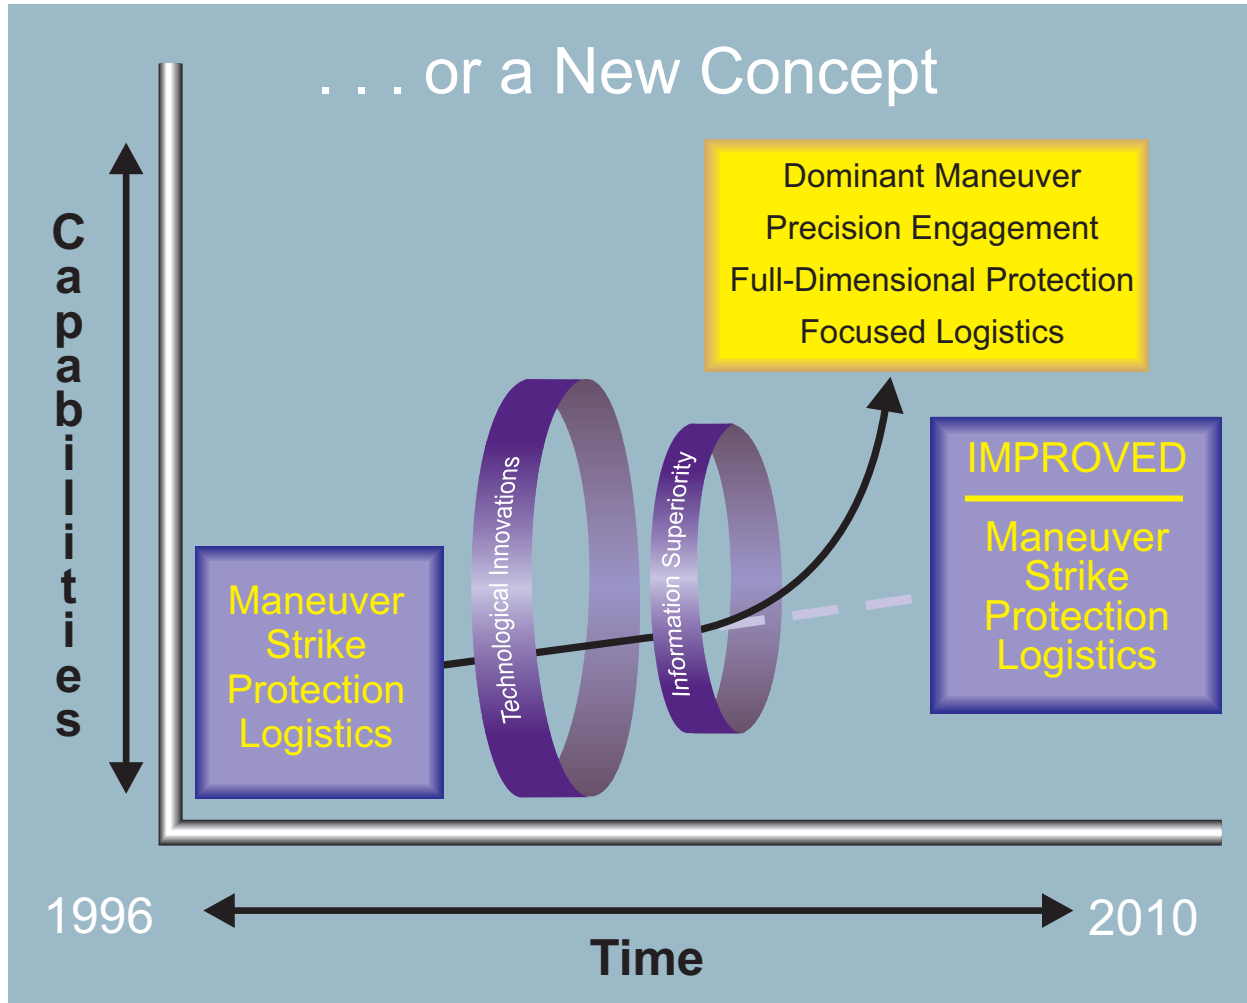 . . . or a New Concept
Capabilities
Dominant Maneuver
Precision Engagement
Full-Dimensional Protection
Focused Logistics
Technological Innovations
Information Superiority
IMPROVED
Maneuver
Strike
Protection
Logistics
Maneuver
Strike
Protection
Logistics
1996
2010
Time